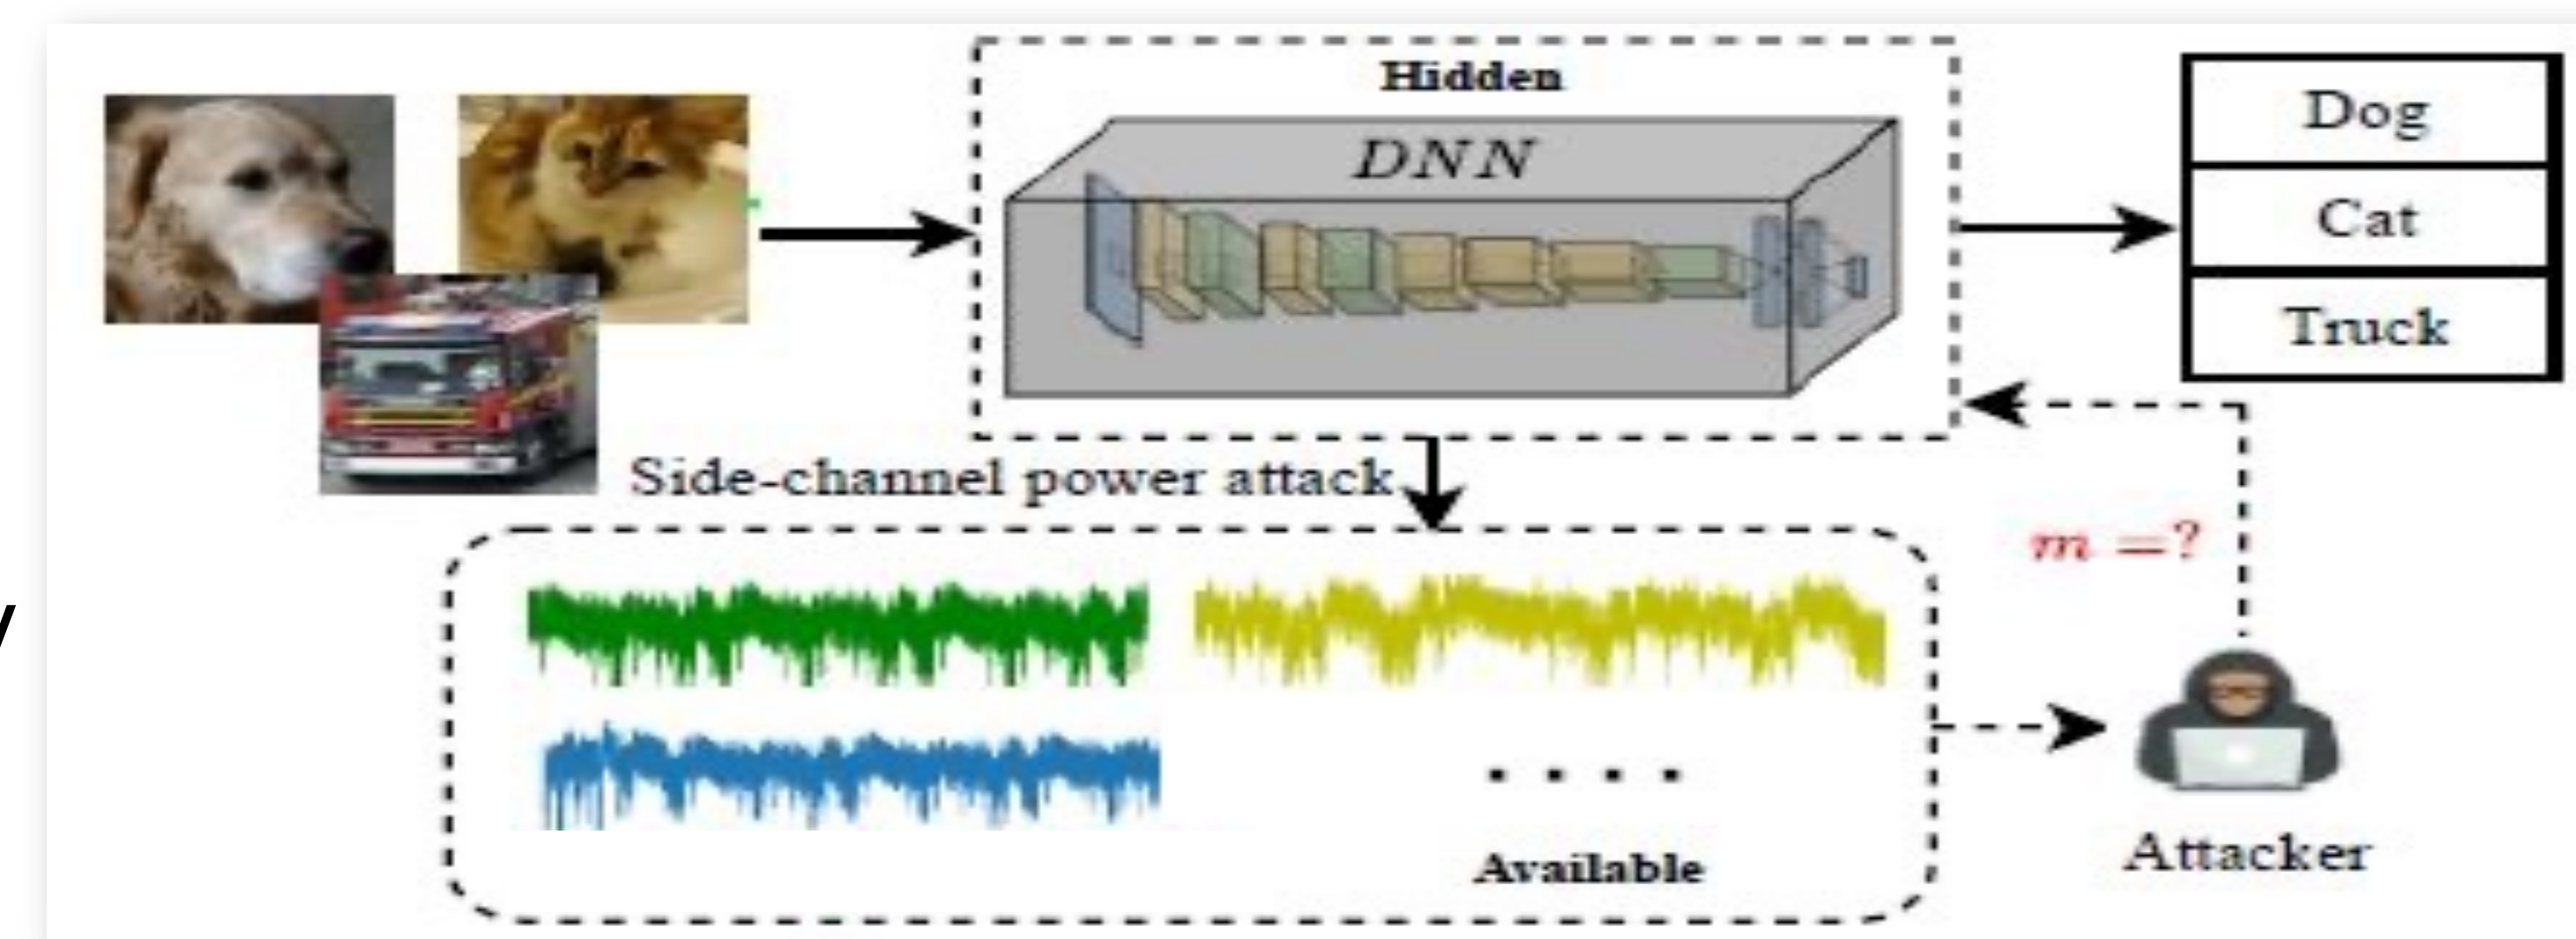 Hidden
DNN
Dog
Cat
Truck
Side-channel power attack
m =?
y
Available
Attacker